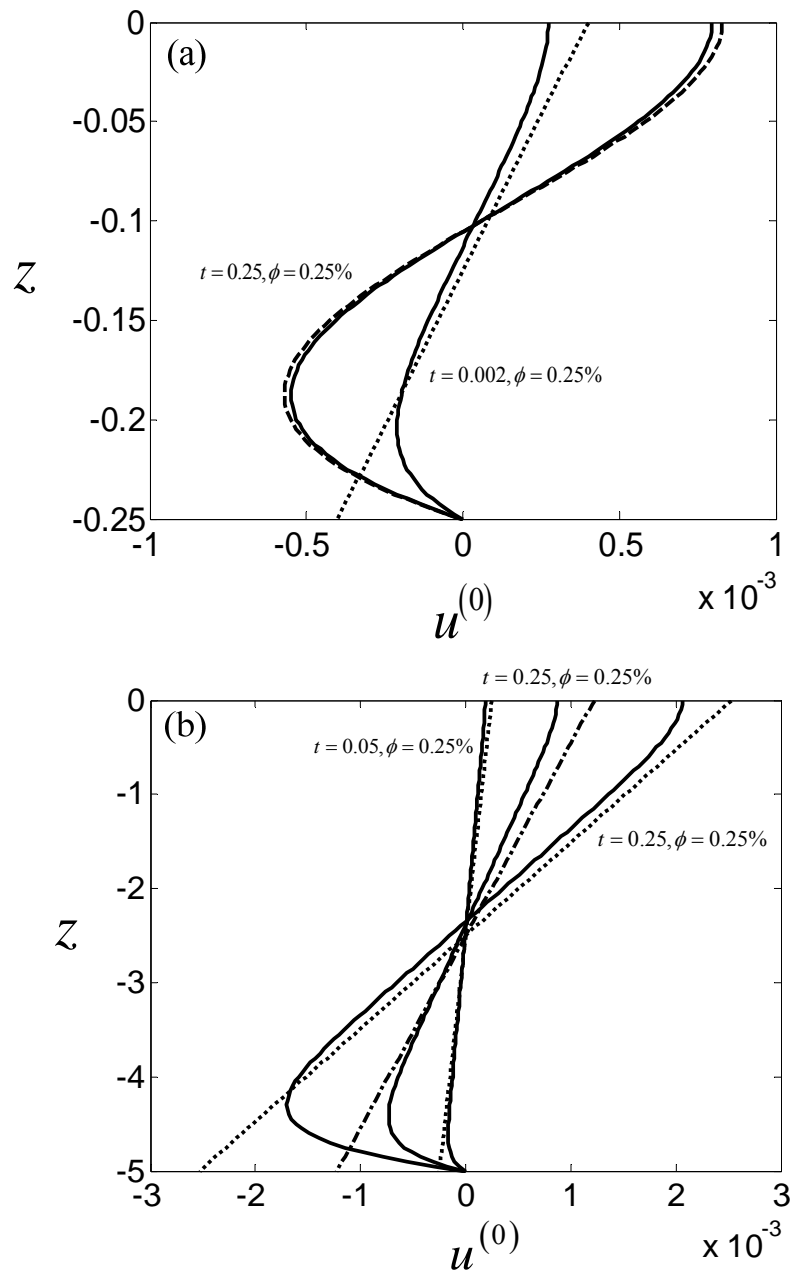 (a)
0
-0.05
-0.1
-0.15
-0.2
-0.25
z
t = 0.25, ϕ = 0.25%
t = 0.002, ϕ = 0.25%
-1
-0.5
0
0.5
1
x 10⁻³
u⁽⁰⁾
t = 0.25, ϕ = 0.25%
(b)
0
-1
-2
-3
-4
-5
z
t = 0.05, ϕ = 0.25%
t = 0.25, ϕ = 0.25%
-3
-2
-1
0
1
2
3
x 10⁻³
u⁽⁰⁾